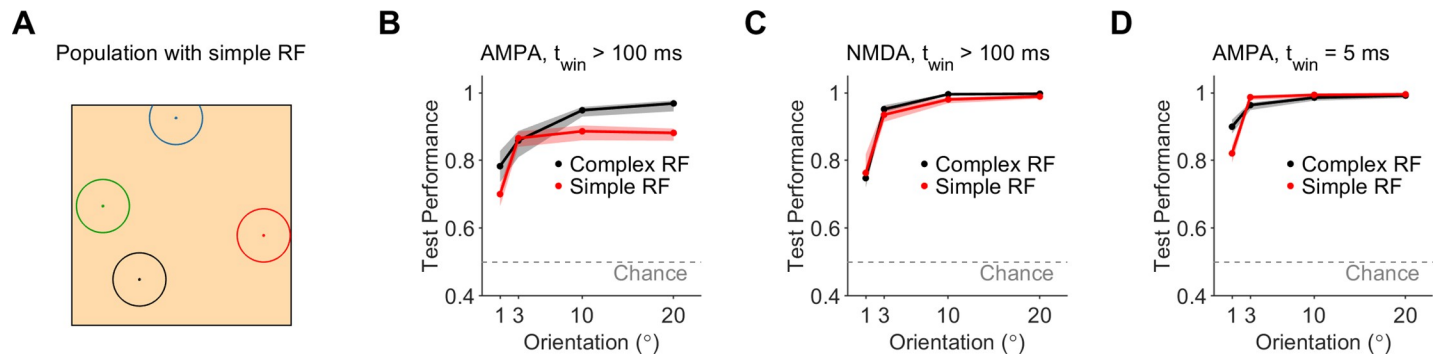 A
Population with simple RF
B
AMPA, t_win > 100 ms
Test Performance
1
0.8
0.6
0.4
Complex RF
Simple RF
Chance
1 3 10 20
Orientation (°)
C
NMDA, t_win > 100 ms
Test Performance
1
0.8
0.6
0.4
Complex RF
Simple RF
Chance
1 3 10 20
Orientation (°)
D
AMPA, t_win = 5 ms
Test Performance
1
0.8
0.6
0.4
Complex RF
Simple RF
Chance
1 3 10 20
Orientation (°)